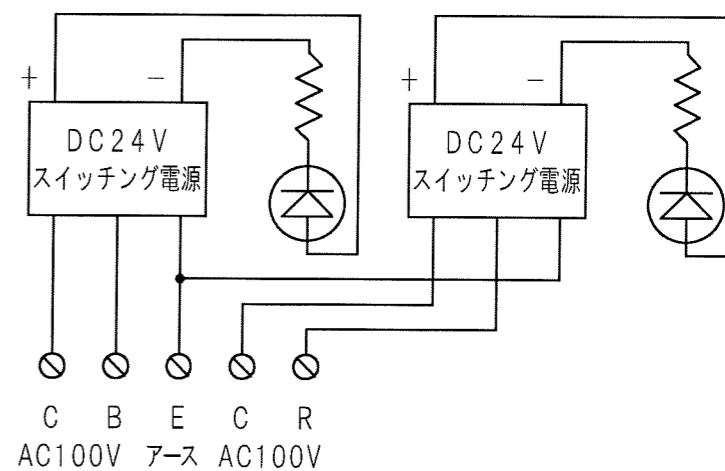 + −
DC24V
スイッチング電源
+ −
DC24V
スイッチング電源
C B E C R
AC100V アース AC100V